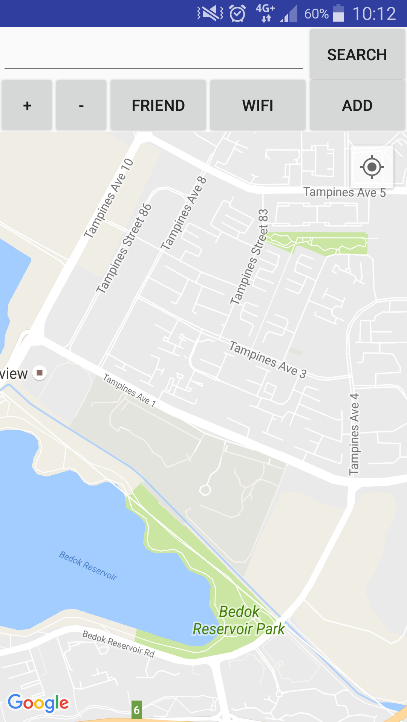 4G+ 60% 10:12
SEARCH
+ - FRIEND WIFI ADD
Tampines Ave 5
Tampines Ave 10
Tampines Street 86
Tampines Ave 8
Tampines Street 83
Tampines Ave 3
view
Tampines Ave 1
Tampines Ave 4
Bedok Reservoir
Bedok
Reservoir Park
Bedok Reservoir Rd
Google
6